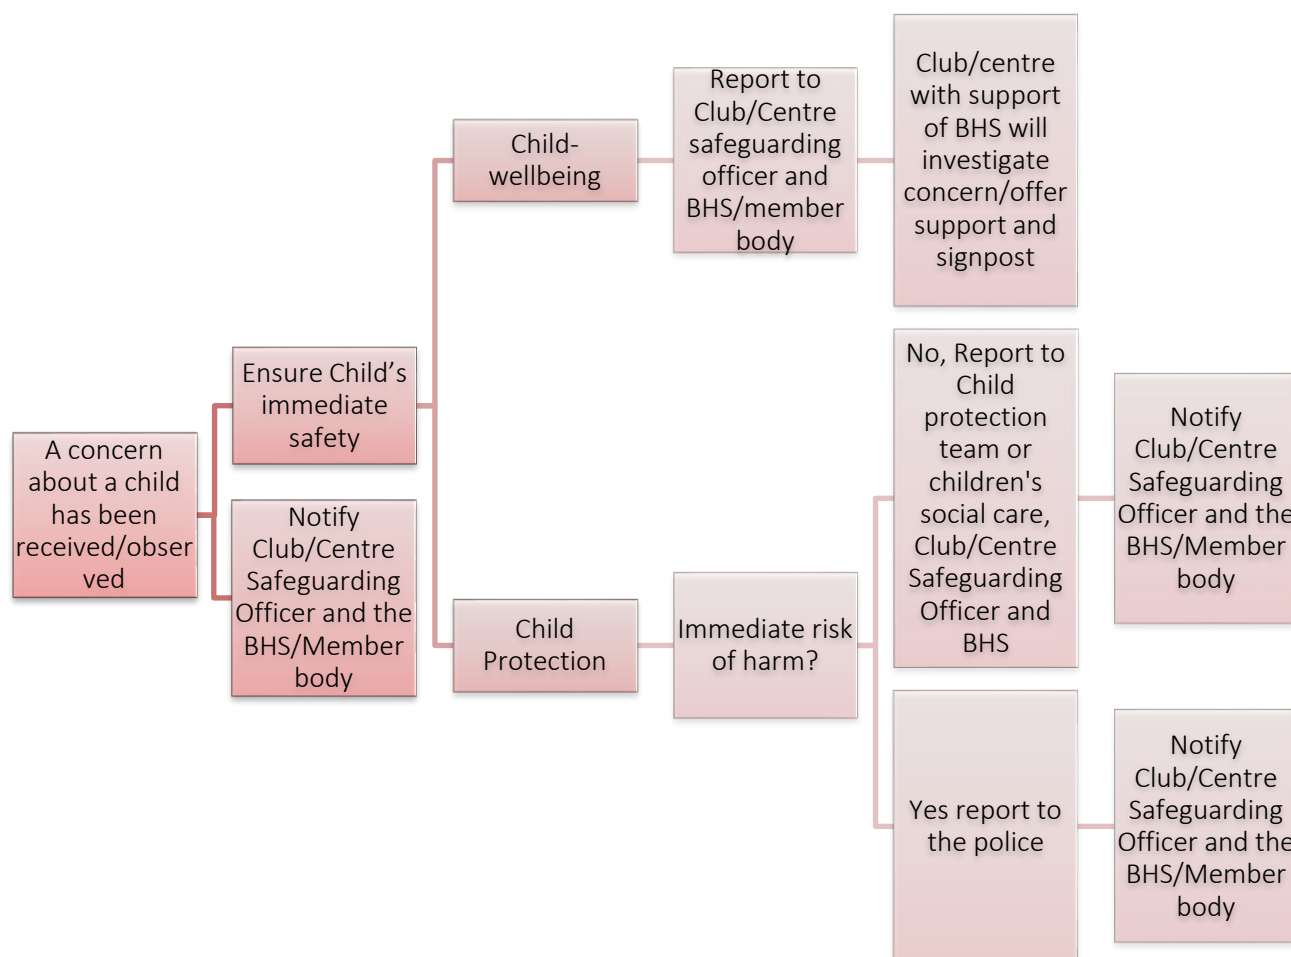 A concern
about a child
has been
received/obser
ved
Ensure Child’s
immediate
safety
Notify
Club/Centre
Safeguarding
Officer and the
BHS/Member
body
Child-
wellbeing
Report to
Club/Centre
safeguarding
officer and
BHS/member
body
Club/centre
with support
of BHS will
investigate
concern/offer
support and
signpost
Child
Protection
Immediate risk
of harm?
No, Report to
Child
protection
team or
children's
social care,
Club/Centre
Safeguarding
Officer and
BHS
Notify
Club/Centre
Safeguarding
Officer and the
BHS/Member
body
Yes report to
the police
Notify
Club/Centre
Safeguarding
Officer and the
BHS/Member
body